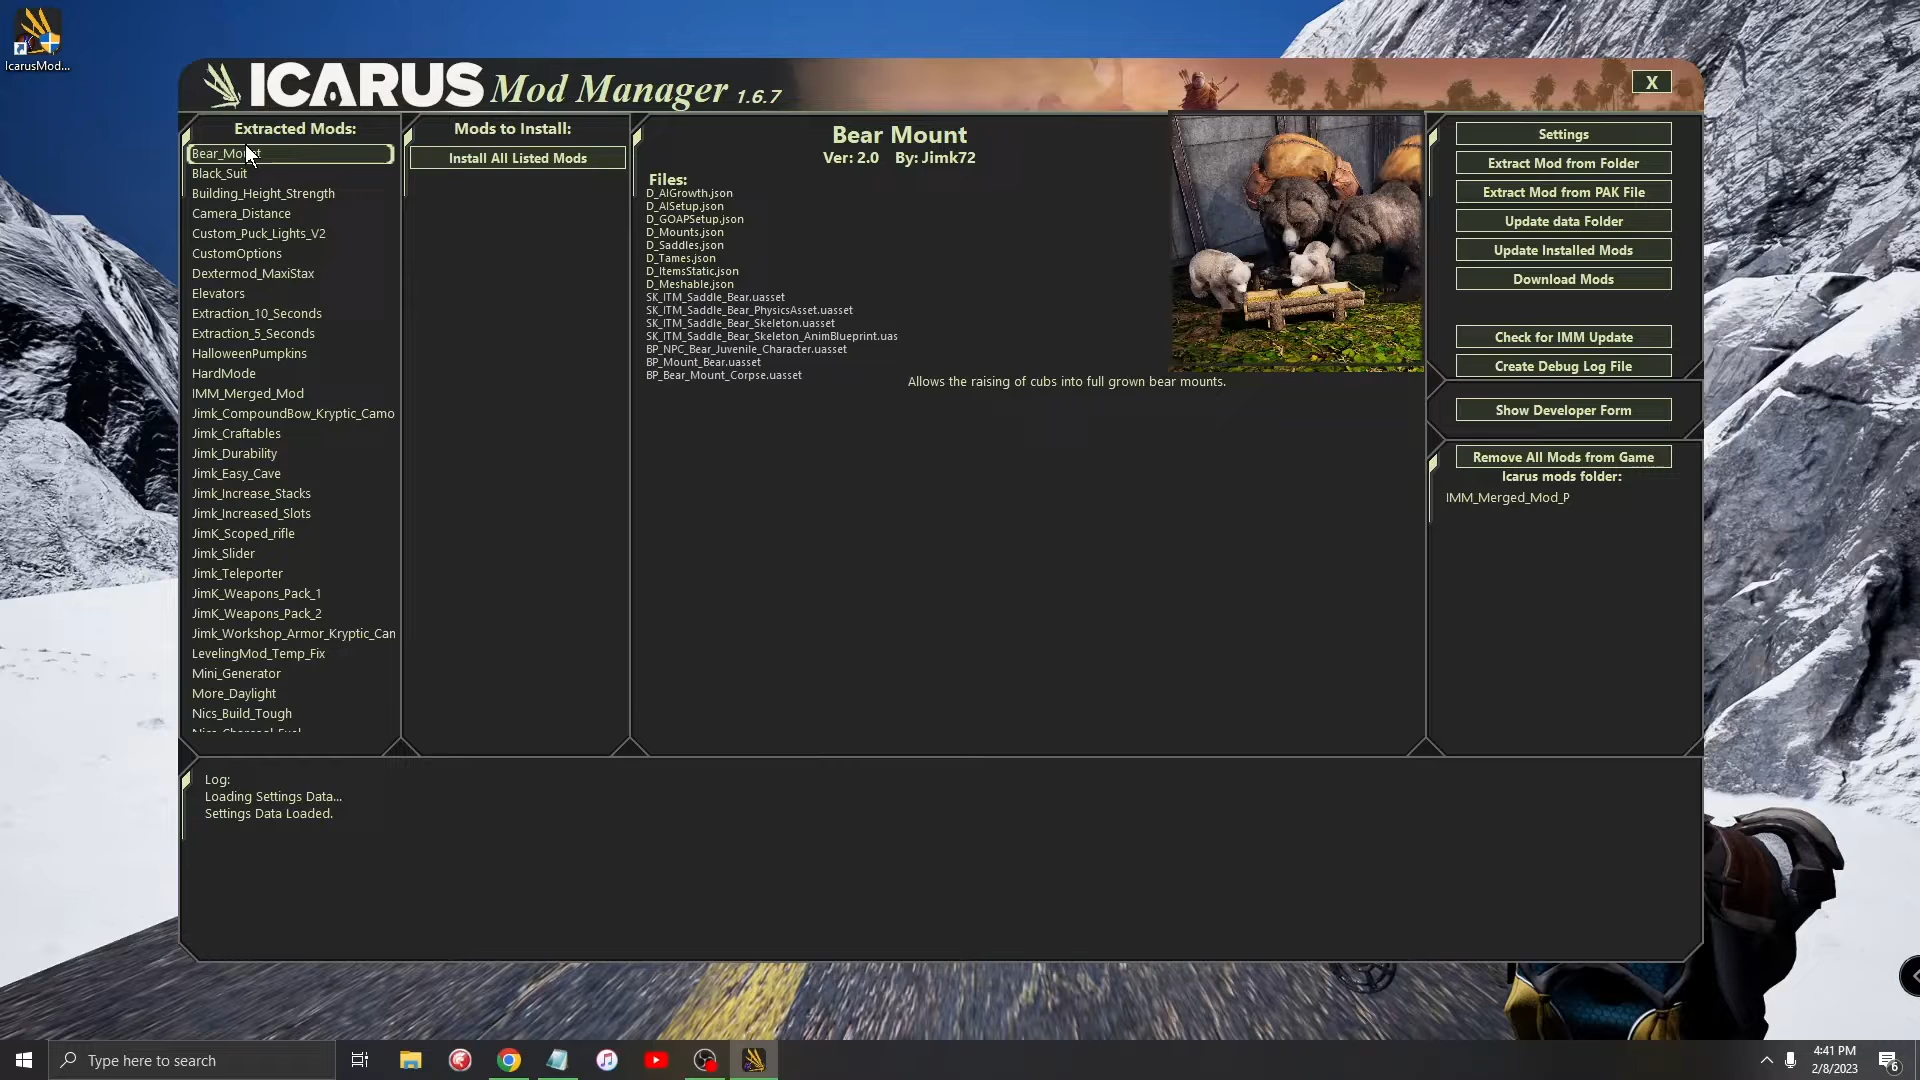 IcarusMod...
ICARUS Mod Manager 1.6.7
X
Extracted Mods:
Bear_Mount
Black_Suit
Building_Height_Strength
Camera_Distance
Custom_Puck_Lights_V2
CustomOptions
Dextermod_MaxiStax
Elevators
Extraction_10_Seconds
Extraction_5_Seconds
HalloweenPumpkins
HardMode
IMM_Merged_Mod
Jimk_CompoundBow_Kryptic_Camo
Jimk_Craftables
Jimk_Durability
Jimk_Easy_Cave
Jimk_Increase_Stacks
Jimk_Increased_Slots
JimK_Scoped_rifle
Jimk_Slider
Jimk_Teleporter
JimK_Weapons_Pack_1
JimK_Weapons_Pack_2
Jimk_Workshop_Armor_Kryptic_Can
LevelingMod_Temp_Fix
Mini_Generator
More_Daylight
Nics_Build_Tough
Mods to Install:
Install All Listed Mods
Bear Mount
Ver: 2.0 By: Jimk72
Files:
D_AIGrowth.json
D_AISetup.json
D_GOAPSetup.json
D_Mounts.json
D_Saddles.json
D_Tames.json
D_ItemsStatic.json
D_Meshable.json
SK_ITM_Saddle_Bear.uasset
SK_ITM_Saddle_Bear_PhysicsAsset.uasset
SK_ITM_Saddle_Bear_Skeleton.uasset
SK_ITM_Saddle_Bear_Skeleton_AnimBlueprint.uas
BP_NPC_Bear_Juvenile_Character.uasset
BP_Mount_Bear.uasset
BP_Bear_Mount_Corpse.uasset
Allows the raising of cubs into full grown bear mounts.
Settings
Extract Mod from Folder
Extract Mod from PAK File
Update data Folder
Update Installed Mods
Download Mods
Check for IMM Update
Create Debug Log File
Show Developer Form
Remove All Mods from Game
Icarus mods folder:
IMM_Merged_Mod_P
Log:
Loading Settings Data...
Settings Data Loaded.
Type here to search
4:41 PM
2/8/2023
6